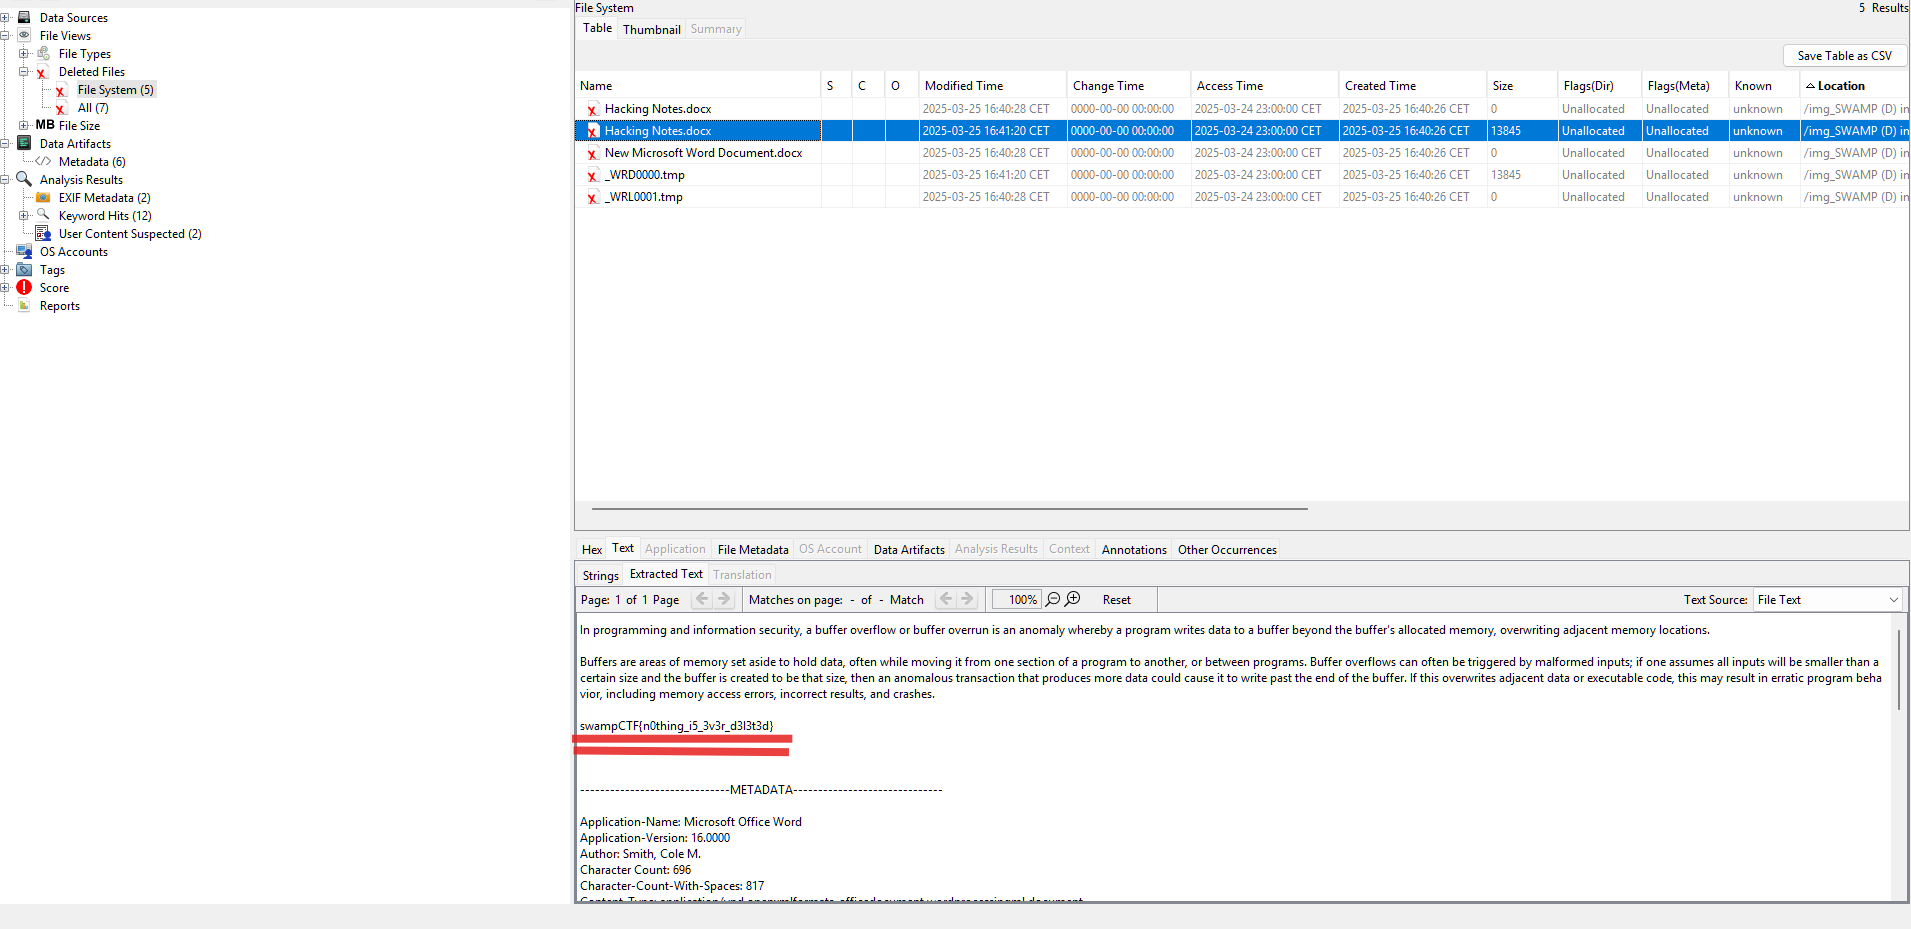 Data Sources
File Views
File Types
Deleted Files
File System (5)
All (7)
MB File Size
Data Artifacts
Metadata (6)
Analysis Results
EXIF Metadata (2)
Keyword Hits (12)
User Content Suspected (2)
OS Accounts
Tags
Score
Reports
File System 5 Results
Table Thumbnail Summary
Save Table as CSV
Name S C O Modified Time Change Time Access Time Created Time Size Flags(Dir) Flags(Meta) Known Location
Hacking Notes.docx 2025-03-25 16:40:28 CET 0000-00-00 00:00:00 2025-03-24 23:00:00 CET 2025-03-25 16:40:26 CET 0 Unallocated Unallocated unknown /img_SWAMP (D) in
Hacking Notes.docx 2025-03-25 16:41:20 CET 0000-00-00 00:00:00 2025-03-24 23:00:00 CET 2025-03-25 16:40:26 CET 13845 Unallocated Unallocated unknown /img_SWAMP (D) in
New Microsoft Word Document.docx 2025-03-25 16:40:28 CET 0000-00-00 00:00:00 2025-03-24 23:00:00 CET 2025-03-25 16:40:26 CET 0 Unallocated Unallocated unknown /img_SWAMP (D) in
_WRD0000.tmp 2025-03-25 16:41:20 CET 0000-00-00 00:00:00 2025-03-24 23:00:00 CET 2025-03-25 16:40:26 CET 13845 Unallocated Unallocated unknown /img_SWAMP (D) in
_WRL0001.tmp 2025-03-25 16:40:28 CET 0000-00-00 00:00:00 2025-03-24 23:00:00 CET 2025-03-25 16:40:26 CET 0 Unallocated Unallocated unknown /img_SWAMP (D) in
Hex Text Application File Metadata OS Account Data Artifacts Analysis Results Context Annotations Other Occurrences
Strings Extracted Text Translation
Page: 1 of 1 Page Matches on page: - of - Match 100% Reset Text Source: File Text
In programming and information security, a buffer overflow or buffer overrun is an anomaly whereby a program writes data to a buffer beyond the buffer's allocated memory, overwriting adjacent memory locations.
Buffers are areas of memory set aside to hold data, often while moving it from one section of a program to another, or between programs. Buffer overflows can often be triggered by malformed inputs; if one assumes all inputs will be smaller than a
certain size and the buffer is created to be that size, then an anomalous transaction that produces more data could cause it to write past the end of the buffer. If this overwrites adjacent data or executable code, this may result in erratic program beha
vior, including memory access errors, incorrect results, and crashes.
swampCTF{n0thing_i5_3v3r_d3l3t3d}
------------------------------METADATA------------------------------
Application-Name: Microsoft Office Word
Application-Version: 16.0000
Author: Smith, Cole M.
Character Count: 696
Character-Count-With-Spaces: 817
Content-Type: application/vnd.openxmlformats-officedocument.wordprocessingml.document